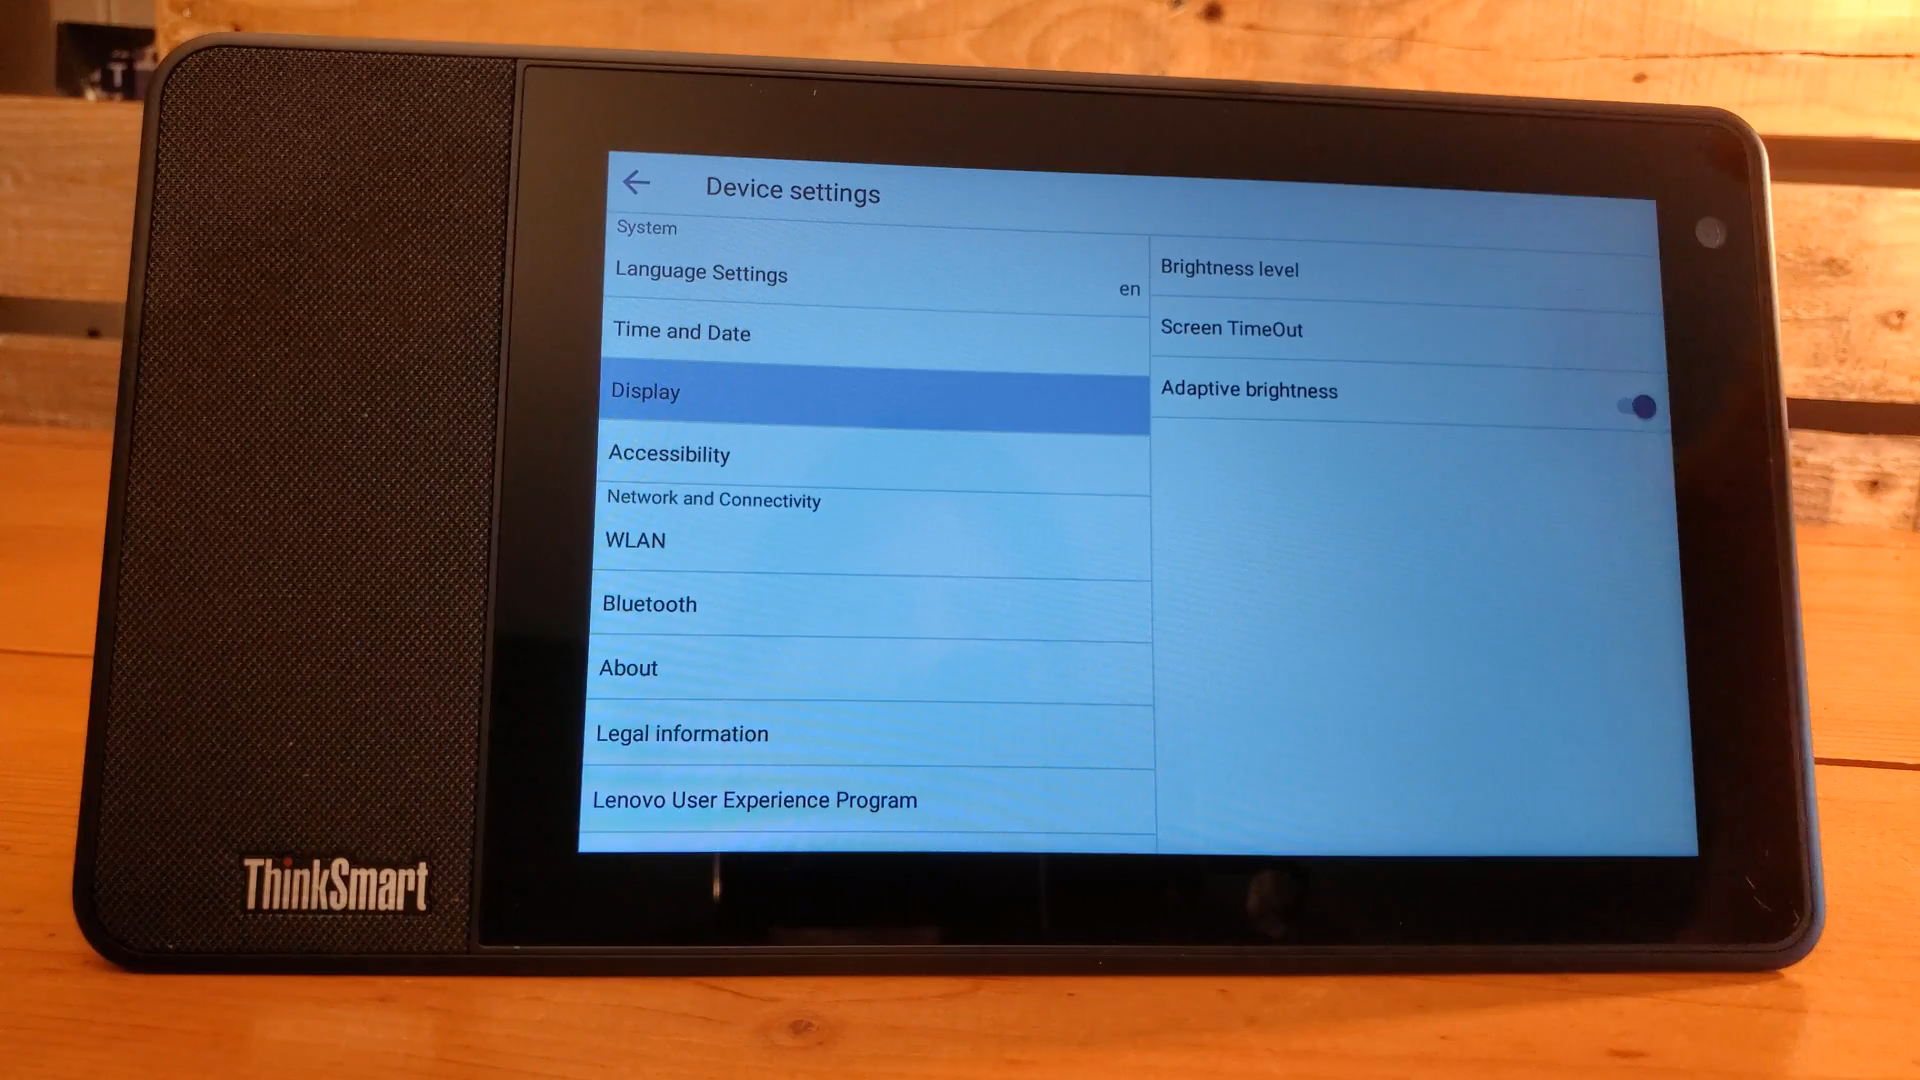 Device settings
System
Language Settings
en
Time and Date
Display
Accessibility
Network and Connectivity
WLAN
Bluetooth
About
Legal information
Lenovo User Experience Program
Brightness level
Screen TimeOut
Adaptive brightness
ThinkSmart